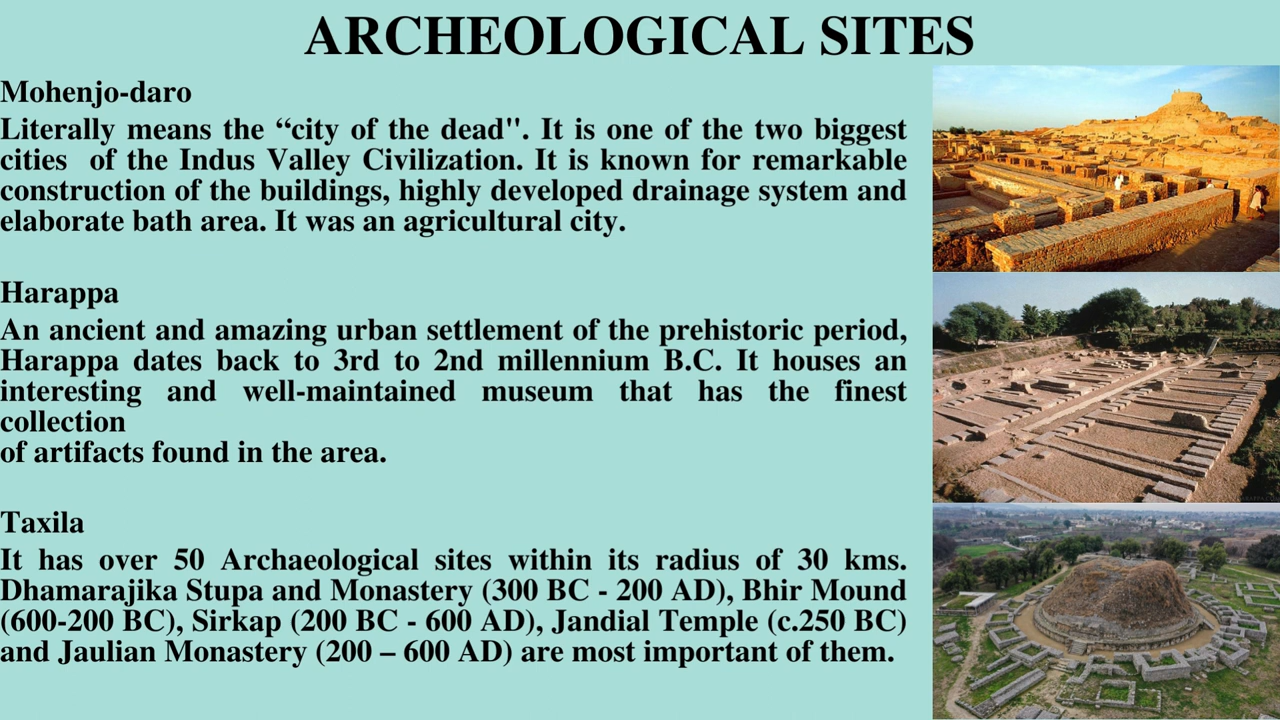 ARCHEOLOGICAL SITES
Mohenjo-daro
Literally means the “city of the dead". It is one of the two biggest
cities of the Indus Valley Civilization. It is known for remarkable
construction of the buildings, highly developed drainage system and
elaborate bath area. It was an agricultural city.
Harappa
An ancient and amazing urban settlement of the prehistoric period,
Harappa dates back to 3rd to 2nd millennium B.C. It houses an
interesting and well-maintained museum that has the finest
collection
of artifacts found in the area.
Taxila
It has over 50 Archaeological sites within its radius of 30 kms.
Dhamarajika Stupa and Monastery (300 BC - 200 AD), Bhir Mound
(600-200 BC), Sirkap (200 BC - 600 AD), Jandial Temple (c.250 BC)
and Jaulian Monastery (200 – 600 AD) are most important of them.